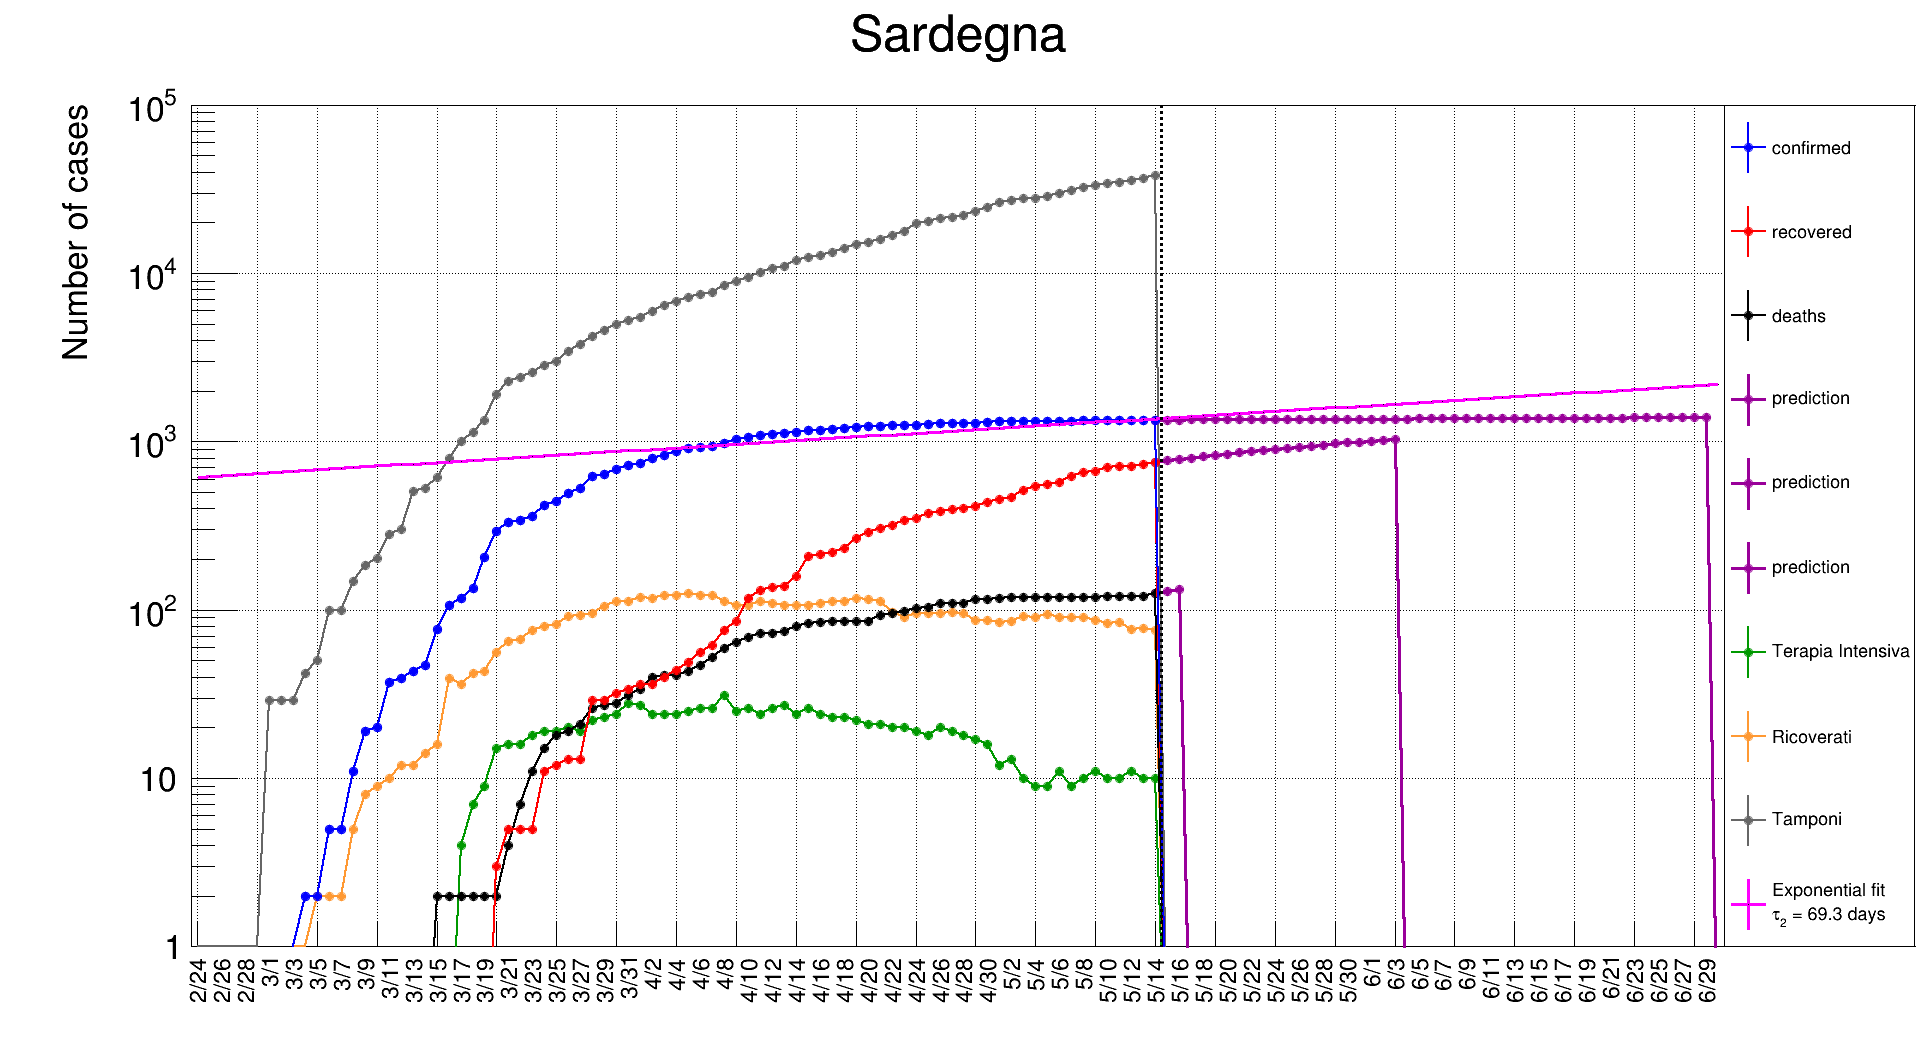 Sardegna
Number of cases
10^5
10^4
10^3
10^2
10
1
2/24 2/26 2/28 3/1 3/3 3/5 3/7 3/9 3/11 3/13 3/15 3/17 3/19 3/21 3/23 3/25 3/27 3/29 3/31 4/2 4/4 4/6 4/8 4/10 4/12 4/14 4/16 4/18 4/20 4/22 4/24 4/26 4/28 4/30 5/2 5/4 5/6 5/8 5/10 5/12 5/14 5/16 5/18 5/20 5/22 5/24 5/26 5/28 5/30 6/1 6/3 6/5 6/7 6/9 6/11 6/13 6/15 6/17 6/19 6/21 6/23 6/25 6/27 6/29
confirmed
recovered
deaths
prediction
prediction
prediction
Terapia Intensiva
Ricoverati
Tamponi
Exponential fit
τ₂ = 69.3 days